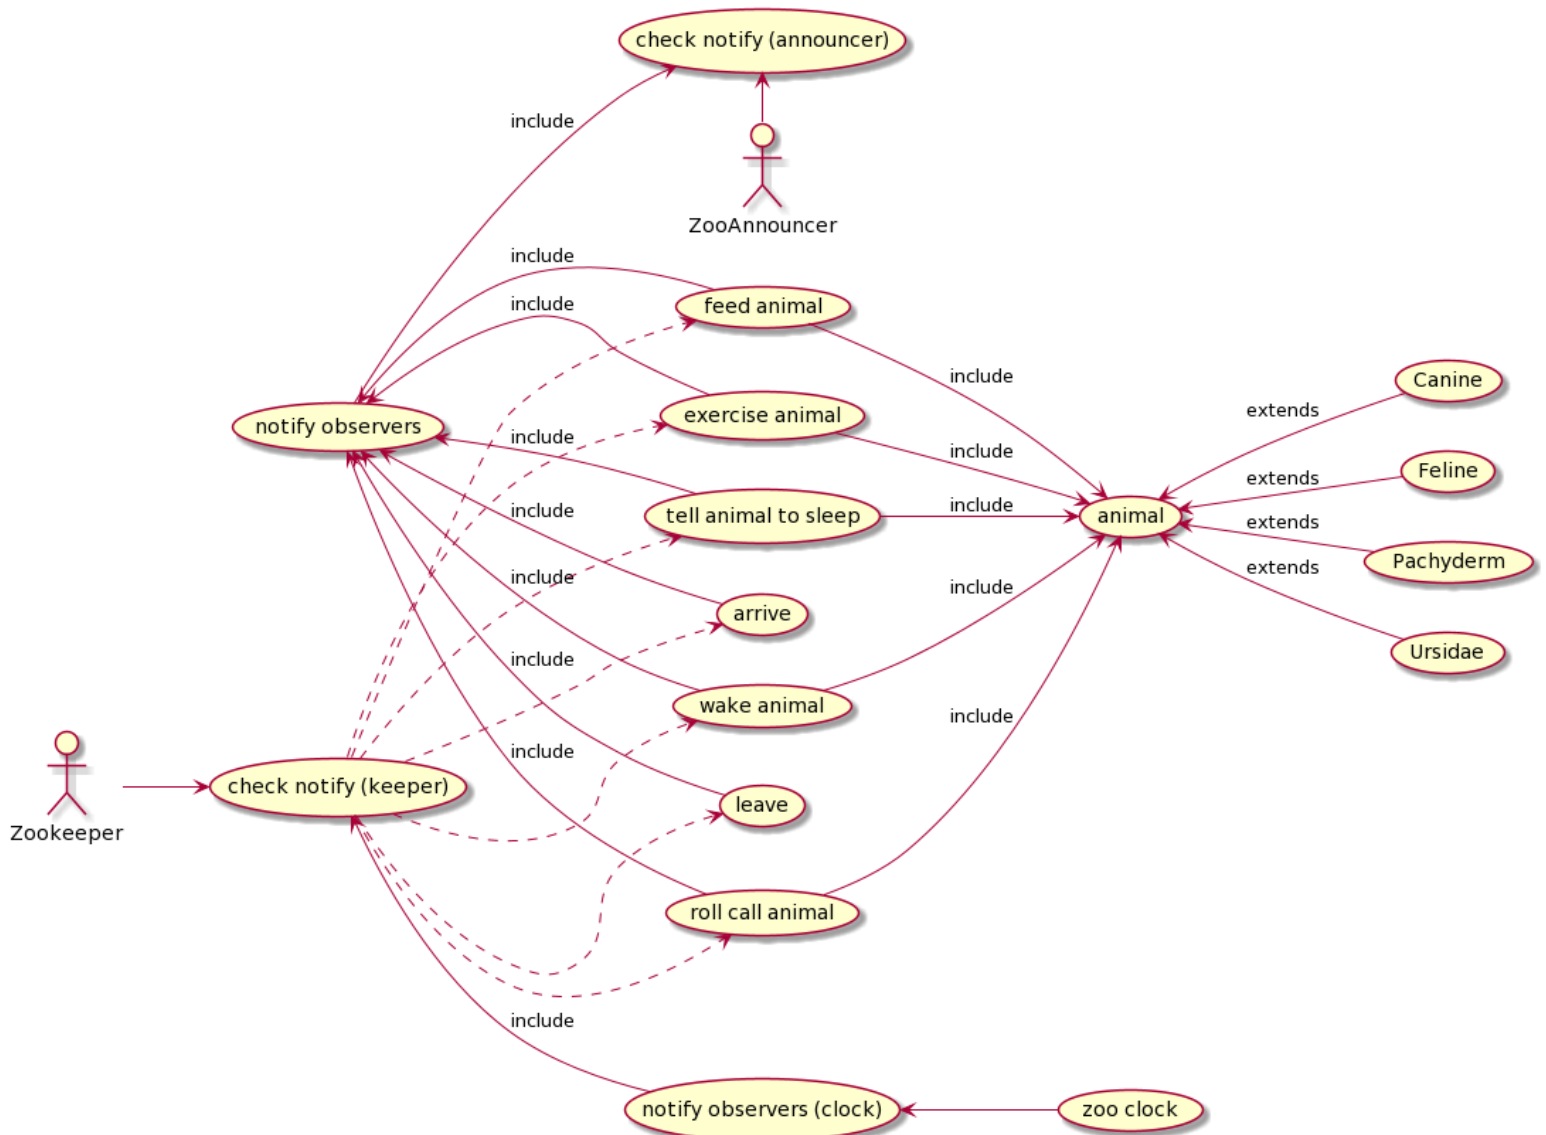 check notify (announcer)
include
ZooAnnouncer
include
feed animal
include
include
Canine
extends
exercise animal
notify observers
include
include
Feline
extends
tell animal to sleep
include
animal
include
extends
Pachyderm
include
extends
include
arrive
Ursidae
include
wake animal
include
include
Zookeeper
check notify (keeper)
leave
roll call animal
include
notify observers (clock)
zoo clock